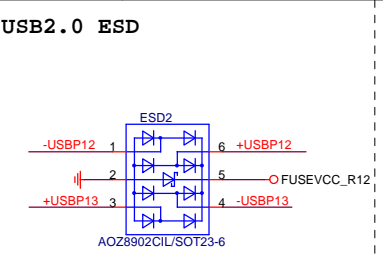 USB2.0 ESD
ESD2
-USBP12 1 6 +USBP12
2 5 FUSEVCC_R12
+USBP13 3 4 -USBP13
AOZ8902CIL/SOT23-6